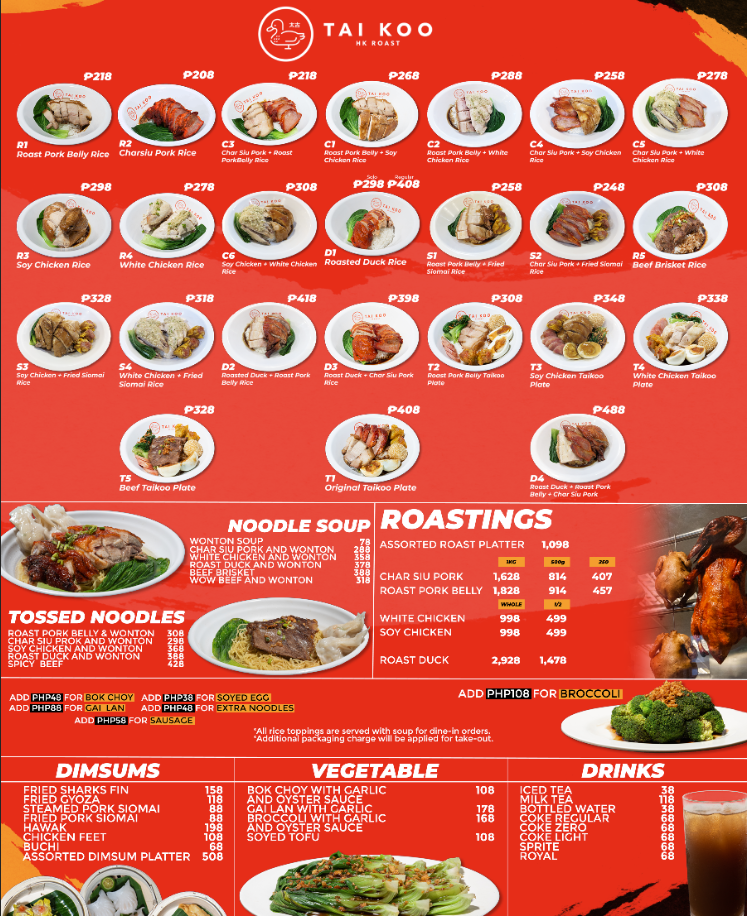 太古
TAI KOO
HK ROAST
₱218
R1
Roast Pork Belly Rice
₱208
R2
Charsiu Pork Rice
₱218
C3
Char Siu Pork + Roast
PorkBelly Rice
₱268
C1
Roast Pork Belly + Soy
Chicken Rice
₱288
C2
Roast Pork Belly + White
Chicken Rice
₱258
C4
Char Siu Pork + Soy Chicken
Rice
₱278
C5
Char Siu Pork + White
Chicken Rice
₱298
R3
Soy Chicken Rice
₱278
R4
White Chicken Rice
₱308
C6
Soy Chicken + White Chicken
Rice
Solo Regular
₱298 ₱408
D1
Roasted Duck Rice
₱258
S1
Roast Pork Belly + Fried
Siomai Rice
₱248
S2
Char Siu Pork + Fried Siomai
Rice
₱308
R5
Beef Brisket Rice
₱328
S3
Soy Chicken + Fried Siomai
Rice
₱318
S4
White Chicken + Fried
Siomai Rice
₱418
D2
Roasted Duck + Roast Pork
Belly Rice
₱398
D3
Roast Duck + Char Siu Pork
Rice
₱308
T2
Roast Pork Belly Taikoo
Plate
₱348
T3
Soy Chicken Taikoo
Plate
₱338
T4
White Chicken Taikoo
Plate
₱328
T5
Beef Taikoo Plate
₱408
T1
Original Taikoo Plate
₱488
D4
Roast Duck + Roast Pork
Belly + Char Siu Pork
NOODLE SOUP
WONTON SOUP 78
CHAR SIU PORK AND WONTON 288
WHITE CHICKEN AND WONTON 358
ROAST DUCK AND WONTON 378
BEEF BRISKET 388
WOW BEEF AND WONTON 318
TOSSED NOODLES
ROAST PORK BELLY & WONTON 308
CHAR SIU PROK AND WONTON 298
SOY CHICKEN AND WONTON 368
ROAST DUCK AND WONTON 388
SPICY BEEF 428
ROASTINGS
ASSORTED ROAST PLATTER 1,098
1KG 500g 250
CHAR SIU PORK 1,628 814 407
ROAST PORK BELLY 1,828 914 457
WHOLE 1/2
WHITE CHICKEN 998 499
SOY CHICKEN 998 499
ROAST DUCK 2,928 1,478
ADD PHP48 FOR BOK CHOY ADD PHP38 FOR SOYED EGG
ADD PHP88 FOR GAI LAN ADD PHP48 FOR EXTRA NOODLES
ADD PHP58 FOR SAUSAGE
ADD PHP108 FOR BROCCOLI
*All rice toppings are served with soup for dine-in orders.
*Additional packaging charge will be applied for take-out.
DIMSUMS
FRIED SHARKS FIN 158
FRIED GYOZA 118
STEAMED PORK SIOMAI 88
FRIED PORK SIOMAI 88
HAWAK 198
CHICKEN FEET 108
BUCHI 68
ASSORTED DIMSUM PLATTER 508
VEGETABLE
BOK CHOY WITH GARLIC 108
AND OYSTER SAUCE
GAI LAN WITH GARLIC 178
BROCCOLI WITH GARLIC 168
AND OYSTER SAUCE
SOYED TOFU 108
DRINKS
ICED TEA 38
MILK TEA 118
BOTTLED WATER 38
COKE REGULAR 68
COKE ZERO 68
COKE LIGHT 68
SPRITE 68
ROYAL 68